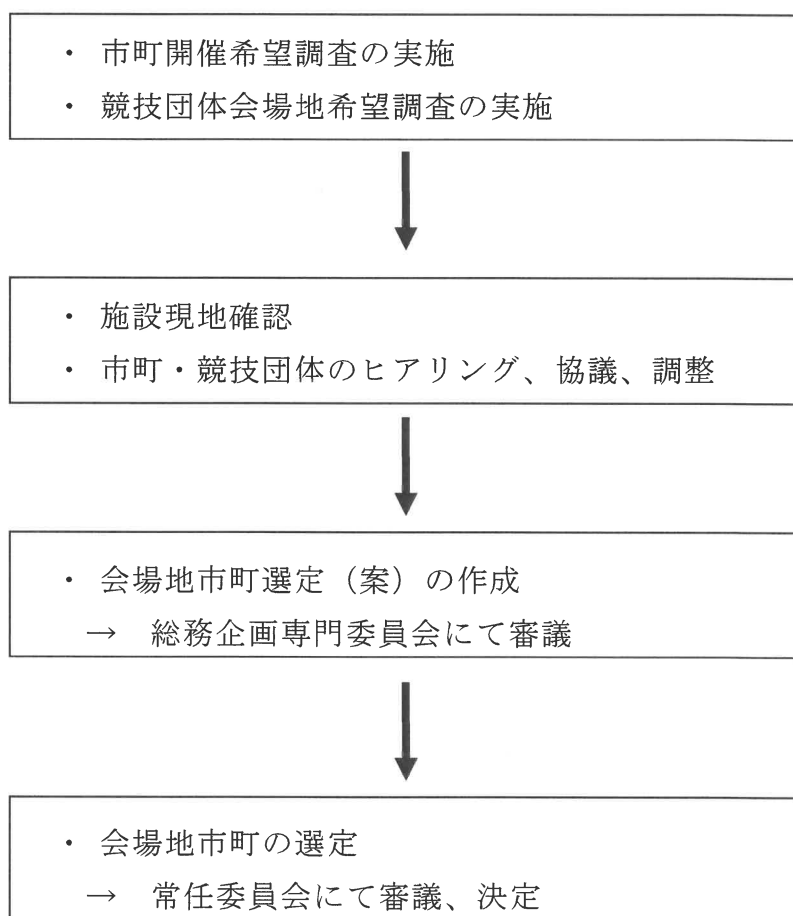 ・ 市町開催希望調査の実施
・ 競技団体会場地希望調査の実施
・ 施設現地確認
・ 市町・競技団体のヒアリング、協議、調整
・ 会場地市町選定（案）の作成
→ 総務企画専門委員会にて審議
・ 会場地市町の選定
→ 常任委員会にて審議、決定